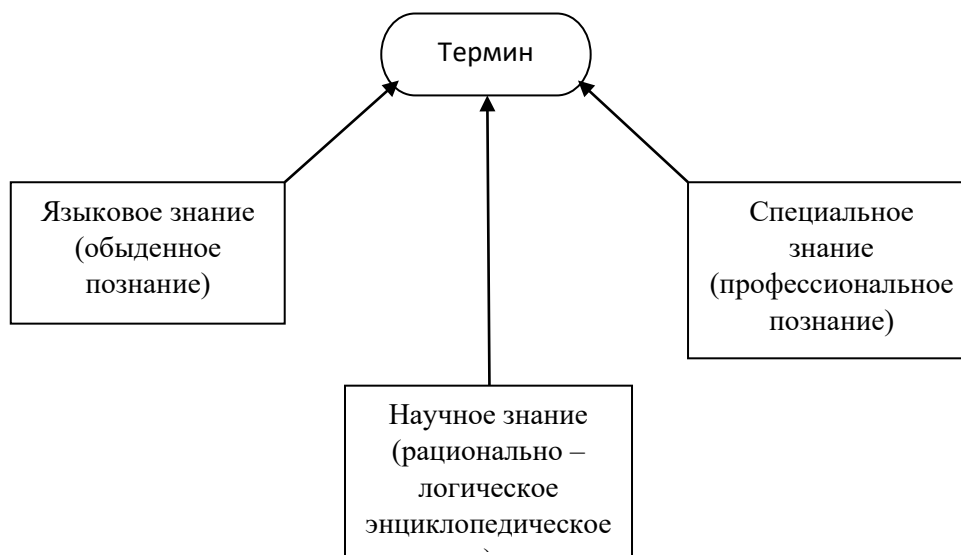 Термин
Языковое знание
(обыденное
познание)
Специальное
знание
(профессиональное
познание)
Научное знание
(рационально –
логическое
энциклопедическое